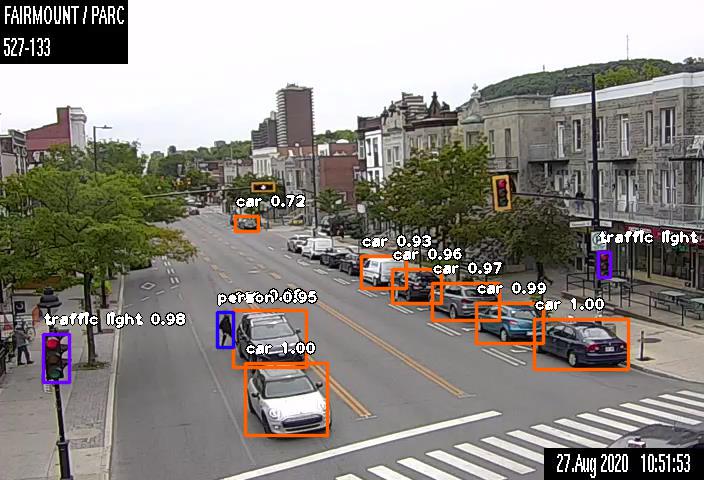 FAIRMOUNT / PARC
527-133
car 0.72
car 0.93
car 0.96
car 0.97
car 0.99
car 1.00
traffic light
person 0.95
traffic light 0.98
car 1.00
27.Aug 2020 10:51:53